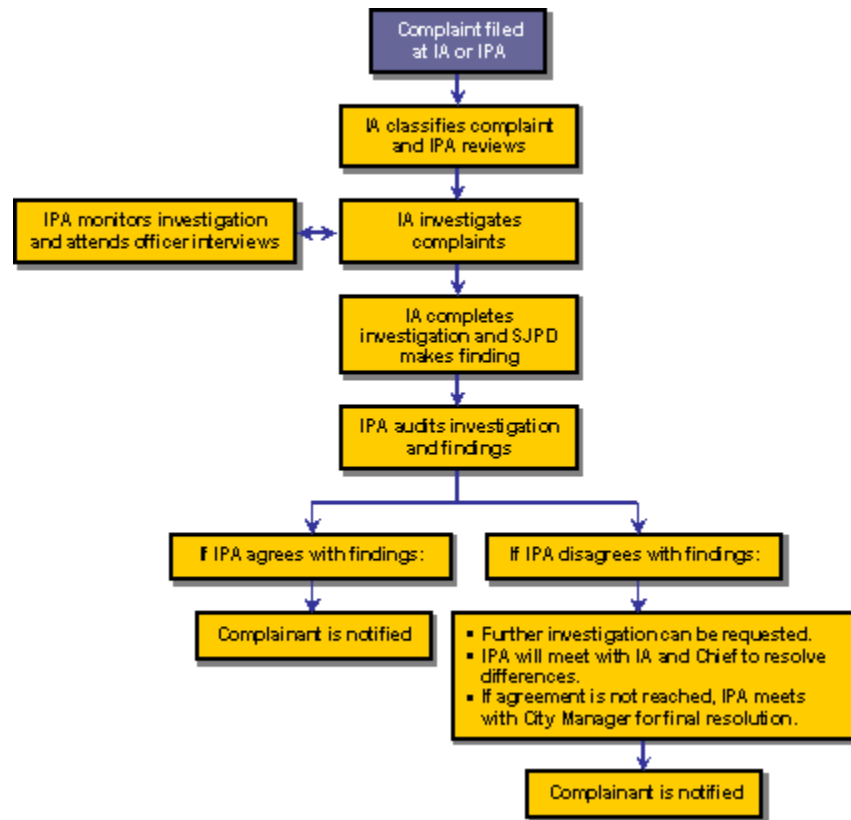 Complaint filed
at IA or IPA
IA classifies complaint
and IPA reviews
IPA monitors investigation
and attends officer interviews
IA investigates
complaints
IA completes
investigation and SJPD
makes finding
IPA audits investigation
and findings
If IPA agrees with findings:
If IPA disagrees with findings:
Complainant is notified
▪ Further investigation can be requested.
▪ IPA will meet with IA and Chief to resolve
differences.
▪ If agreement is not reached, IPA meets
with City Manager for final resolution.
Complainant is notified